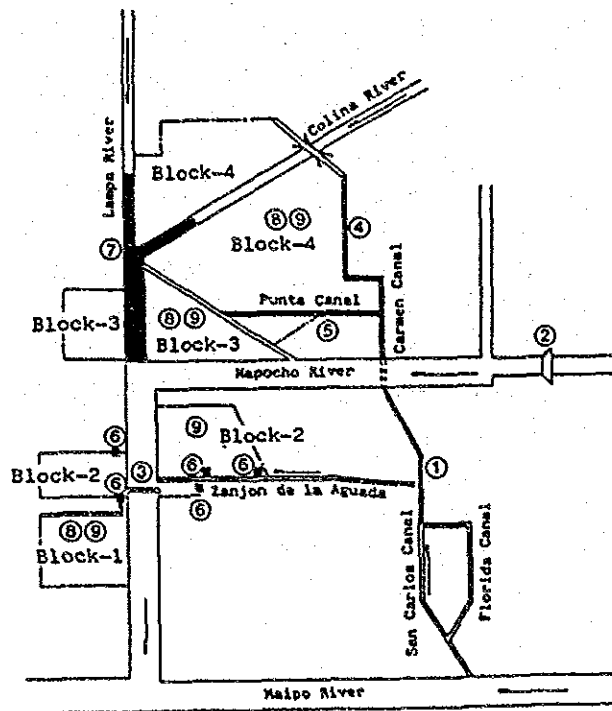 Colina River
Lampa River
Block-4
⑧⑨
④
Block-4
⑦
Carmen Canal
Punta Canal
Block-3
⑧⑨
⑤
②
Block-3
Mapocho River
⑨
Block-2
⑥
⑥
⑥
Block-2
③
①
⑥
Zanjon de la Aguada
⑥
⑧⑨
Block-1
San Carlos Canal
Florida Canal
Maipo River